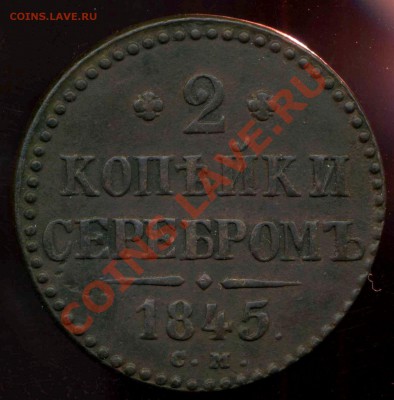 COINS.LAVE.RU
2
КОПѢЙКИ
СЕРЕБРОМЪ
1845.
С.М.
COINS.LAVE.RU